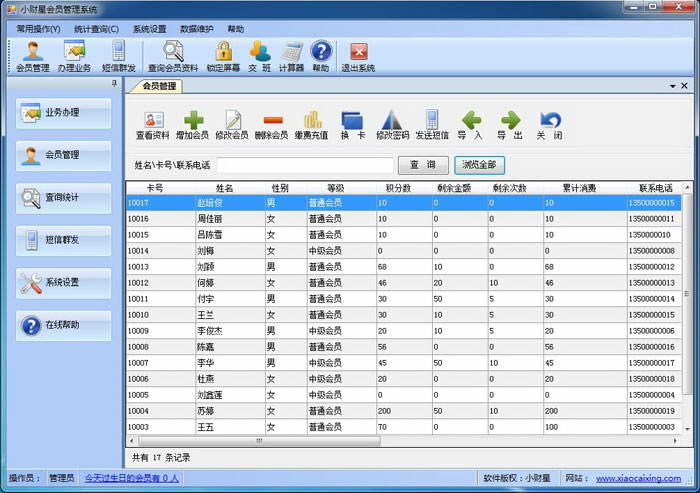 小财星会员管理系统
常用操作(Y) 统计查询(C) 系统设置 数据维护 帮助
会员管理 办理业务 短信群发 查询会员资料 锁定屏幕 交 班 计算器 帮助 退出系统
会员管理
业务办理
会员管理
查询统计
短信群发
系统设置
在线帮助
查看资料 增加会员 修改会员 删除会员 缴费充值 换 卡 修改密码 发送短信 导 入 导 出 关 闭
姓名\卡号\联系电话 查 询 浏览全部
卡号 姓名 性别 等级 积分数 剩余金额 剩余次数 累计消费 联系电话
10017 赵培俊 男 普通会员 10 0 0 10 13500000015
10016 周佳丽 女 普通会员 10 0 0 10 13500000011
10015 吕陈雪 女 普通会员 10 0 0 10 1350000010
10014 刘梅 女 中级会员 0 0 0 0 13500000008
10013 刘颖 男 普通会员 68 10 0 68 13500000012
10012 何婷 女 普通会员 46 20 10 46 13500000013
10011 付宇 男 普通会员 30 50 5 30 13500000014
10010 王兰 女 普通会员 30 10 5 30 13500000015
10009 李俊杰 男 中级会员 20 10 5 20 13500000006
10008 陈嘉 男 普通会员 56 0 0 56 13500000016
10007 李华 男 中级会员 45 50 10 45 13500000017
10006 杜燕 女 中级会员 20 0 0 20 13500000018
10005 刘鑫莲 女 中级会员 0 0 0 0 13500000004
10004 苏婷 女 普通会员 200 50 10 200 13500000019
10003 王五 女 普通会员 70 0 0 100 13500000003
共有 17 条记录
操作员： 管理员 今天过生日的会员有 0 人 软件版权：小财星 网站： www.xiaocaixing.com